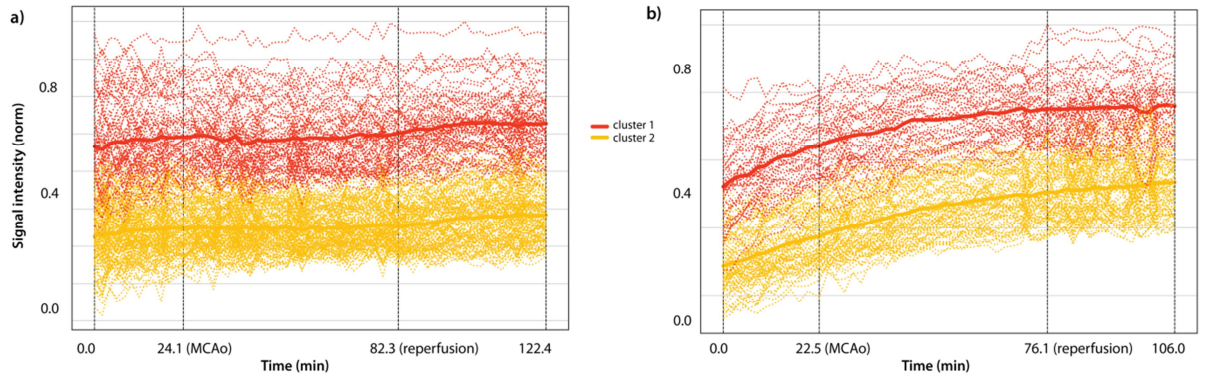 a)
Signal intensity (norm)
0.8
0.4
0.0
0.0 24.1 (MCAo) 82.3 (reperfusion) 122.4
Time (min)
cluster 1
cluster 2
b)
0.8
0.4
0.0
0.0 22.5 (MCAo) 76.1 (reperfusion) 106.0
Time (min)